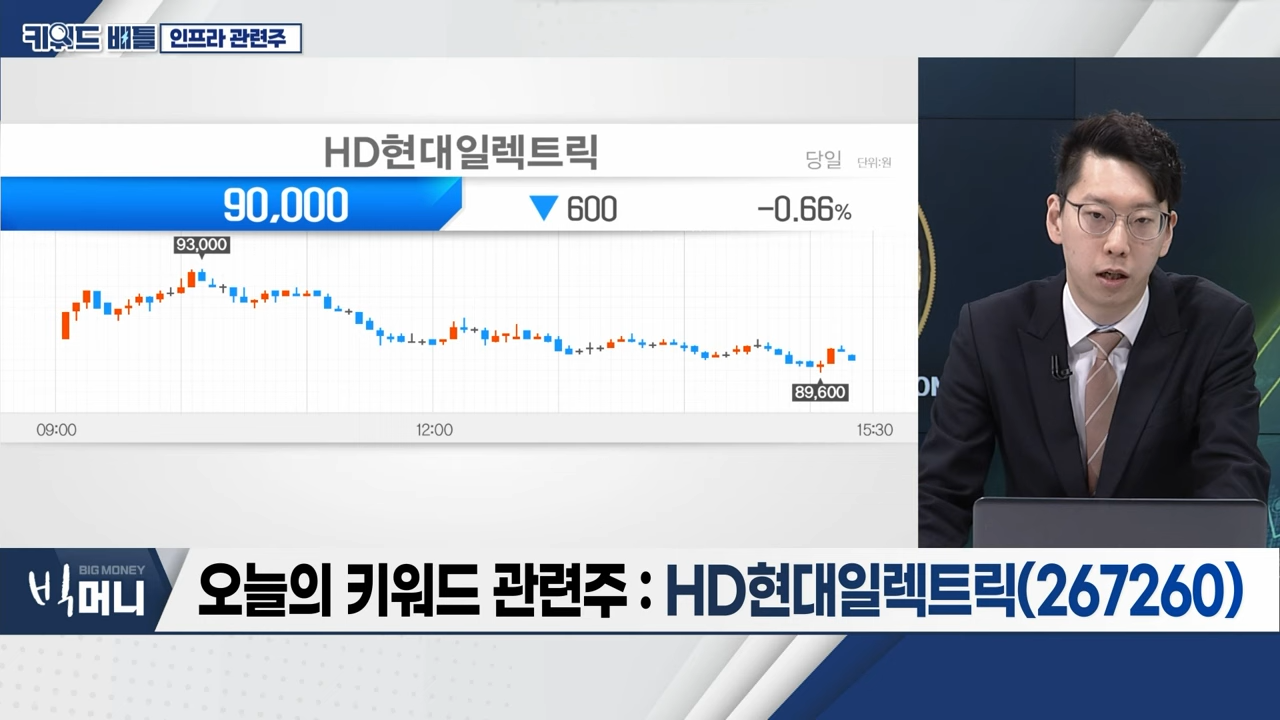 키워드 배틀 인프라 관련주
HD현대일렉트릭
당일 단위:원
90,000 ▼ 600 -0.66%
93,000
89,600
09:00 12:00 15:30
ON
빅머니 BIG MONEY
오늘의 키워드 관련주 : HD현대일렉트릭(267260)